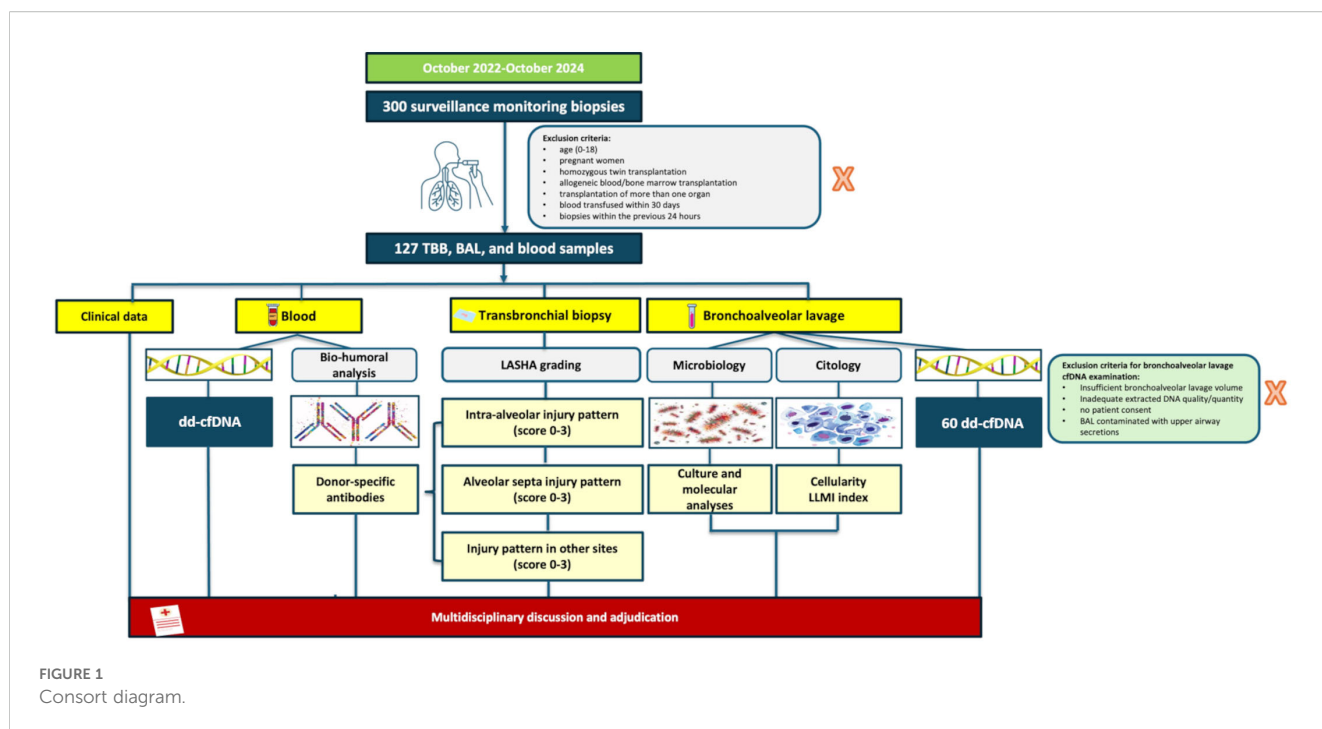 October 2022-October 2024
300 surveillance monitoring biopsies
Exclusion criteria:
• age (0-18)
• pregnant women
• homozygous twin transplantation
• allogeneic blood/bone marrow transplantation
• transplantation of more than one organ
• blood transfused within 30 days
• biopsies within the previous 24 hours
X
127 TBB, BAL, and blood samples
Clinical data
Blood
Transbronchial biopsy
Bronchoalveolar lavage
Bio-humoral
analysis
LASHA grading
Microbiology
Citology
dd-cfDNA
Donor-specific
antibodies
Intra-alveolar injury pattern
(score 0-3)
Alveolar septa injury pattern
(score 0-3)
Injury pattern in other sites
(score 0-3)
Culture and
molecular
analyses
Cellularity
LLMI index
60 dd-cfDNA
Exclusion criteria for bronchoalveolar lavage
cfDNA examination:
• Insufficient bronchoalveolar lavage volume
• Inadequate extracted DNA quality/quantity
• no patient consent
• BAL contaminated with upper airway
secretions
X
Multidisciplinary discussion and adjudication
FIGURE 1
Consort diagram.